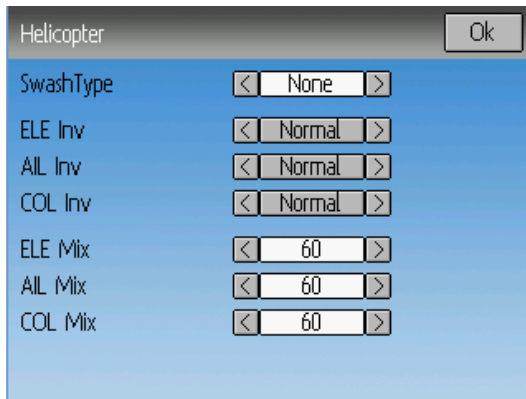 Helicopter Ok
SwashType < None >
ELE Inv < Normal >
AIL Inv < Normal >
COL Inv < Normal >
ELE Mix < 60 >
AIL Mix < 60 >
COL Mix < 60 >